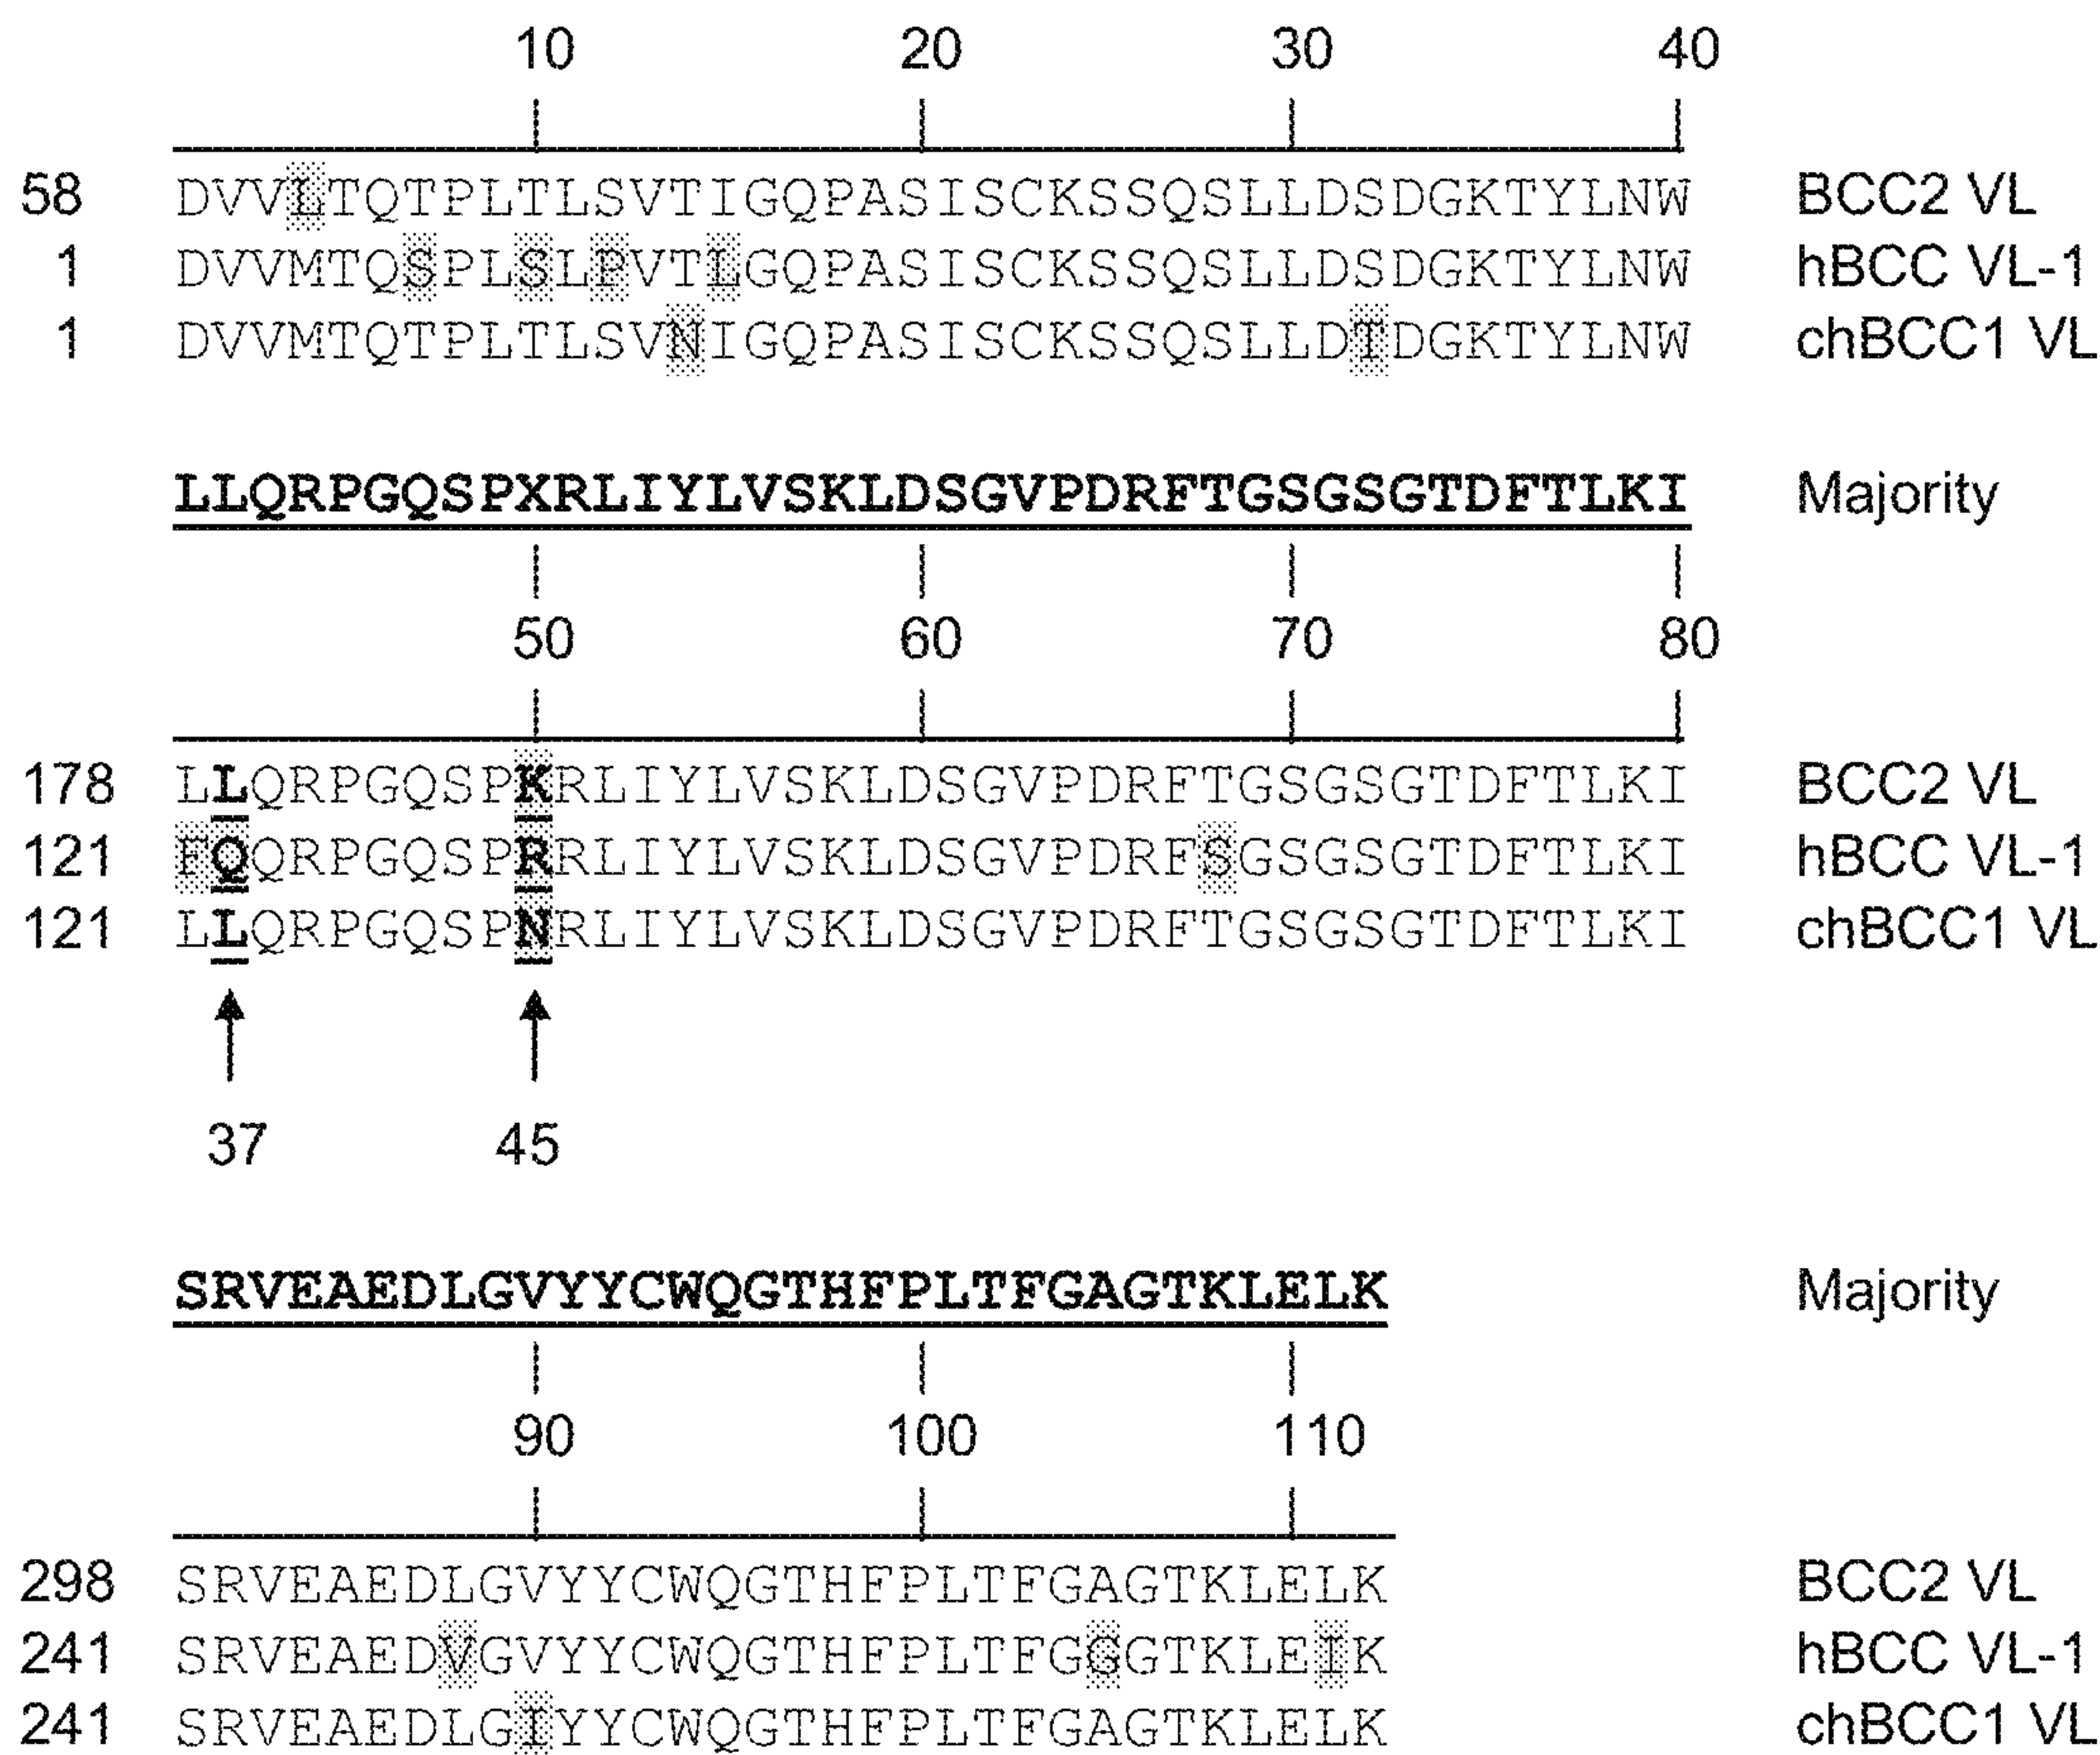 10 20 30 40
58 DVVLTQTPLTLSVTIGQPASISCKSSQSLLDSDGKTYLNW BCC2 VL
1 DVVMTQSPLSLPVTLGQPASISCKSSQSLLDSDGKTYLNW hBCC VL-1
1 DVVMTQTPLTLSVNIGQPASISCKSSQSLLDTDGKTYLNW chBCC1 VL
LLQRPGQSPXRLIYLVSKLDSGVPDRFTGSGSGTDFTLKI Majority
50 60 70 80
178 LLQRPGQSPKRLIYLVSKLDSGVPDRFTGSGSGTDFTLKI BCC2 VL
121 FQQRPGQSPRRLIYLVSKLDSGVPDRFSGSGSGTDFTLKI hBCC VL-1
121 LLQRPGQSPNRLIYLVSKLDSGVPDRFTGSGSGTDFTLKI chBCC1 VL
37 45
SRVEAEDLGVYYCWQGTHFPLTFGAGTKLELK Majority
90 100 110
298 SRVEAEDLGVYYCWQGTHFPLTFGAGTKLELK BCC2 VL
241 SRVEAEDVGVYYCWQGTHFPLTFGGGTKLEIK hBCC VL-1
241 SRVEAEDLGIYYCWQGTHFPLTFGAGTKLELK chBCC1 VL